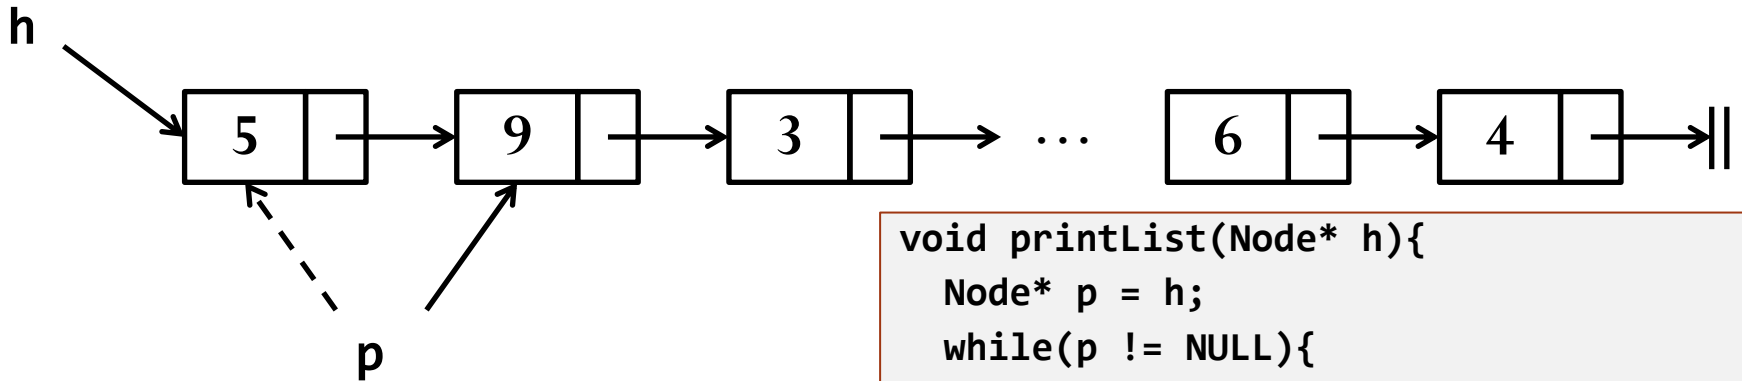 h
5 9 3 ... 6 4
p
void printList(Node* h){
Node* p = h;
while(p != NULL){